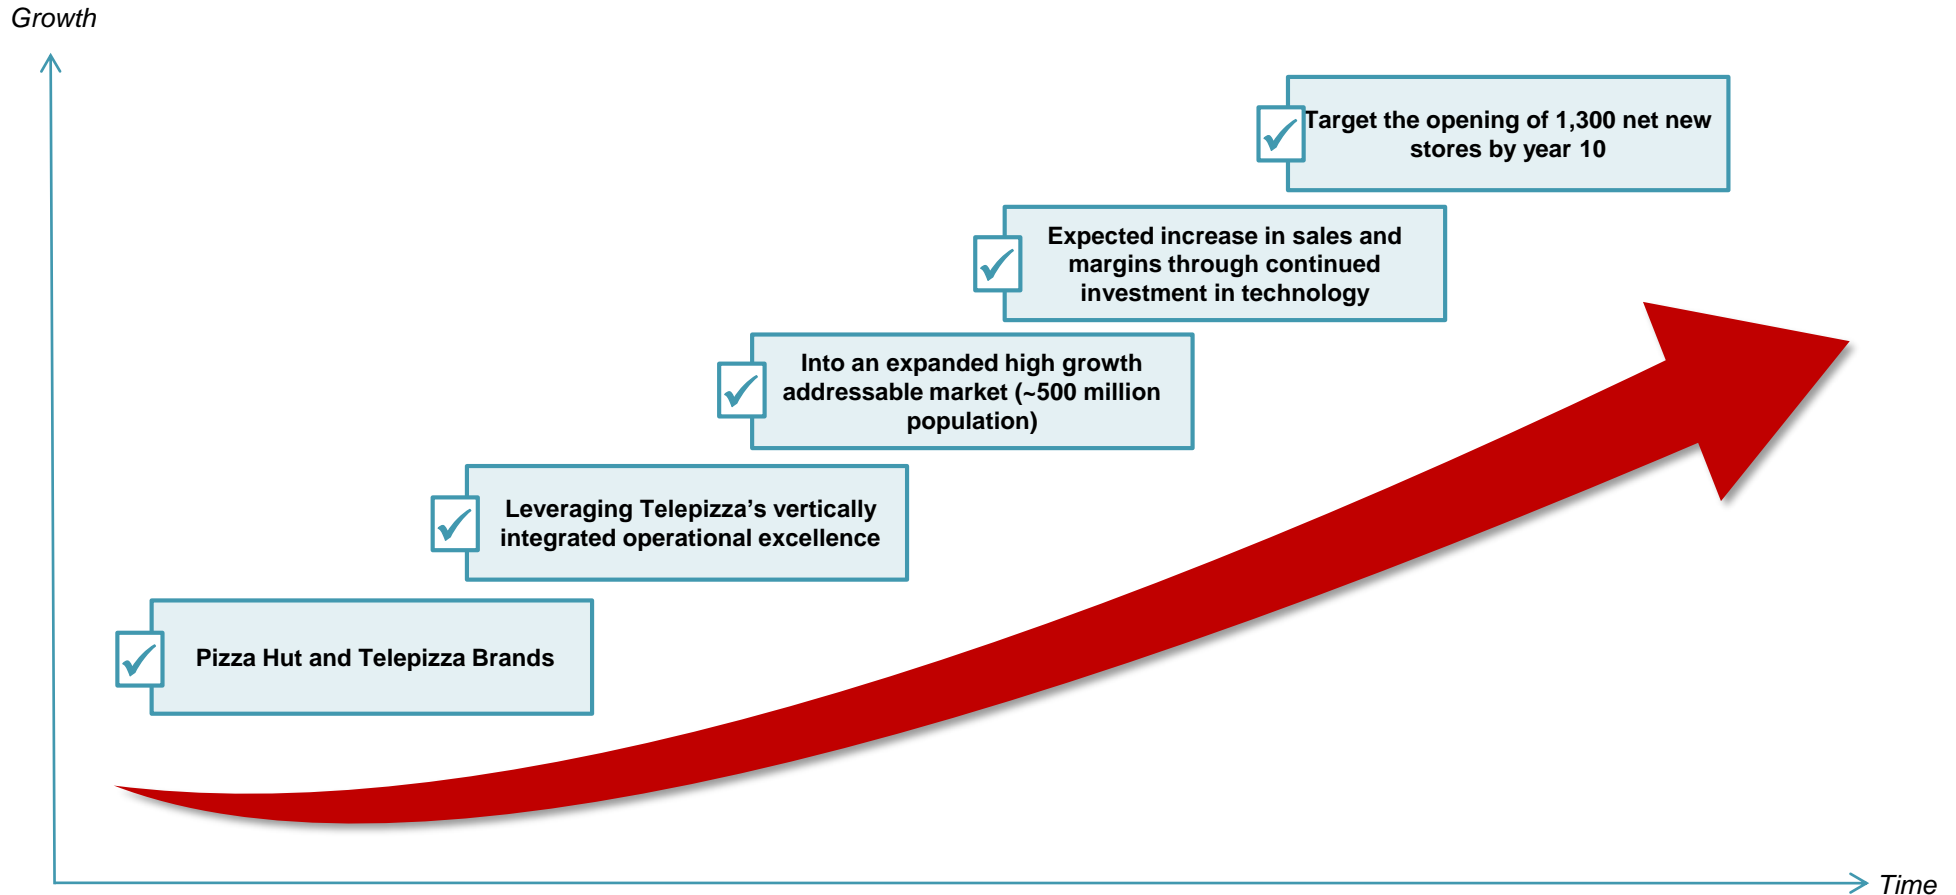 Growth
Target the opening of 1,300 net new
stores by year 10
Expected increase in sales and
margins through continued
investment in technology
Into an expanded high growth
addressable market (~500 million
population)
Leveraging Telepizza’s vertically
integrated operational excellence
Pizza Hut and Telepizza Brands
Time